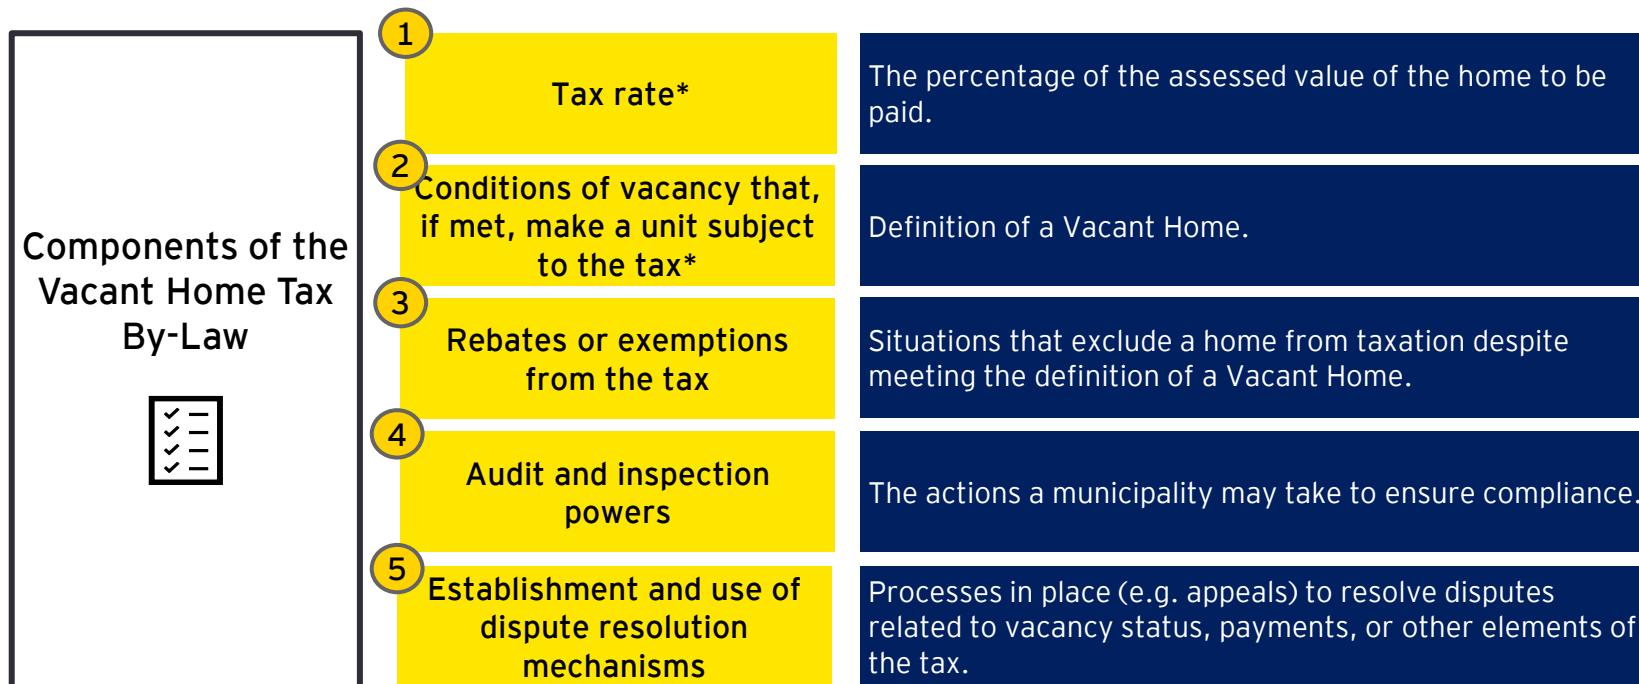 Components of the
Vacant Home Tax
By-Law
1
Tax rate*
The percentage of the assessed value of the home to be
paid.
2
Conditions of vacancy that,
if met, make a unit subject
to the tax*
Definition of a Vacant Home.
3
Rebates or exemptions
from the tax
Situations that exclude a home from taxation despite
meeting the definition of a Vacant Home.
4
Audit and inspection
powers
The actions a municipality may take to ensure compliance.
5
Establishment and use of
dispute resolution
mechanisms
Processes in place (e.g. appeals) to resolve disputes
related to vacancy status, payments, or other elements of
the tax.